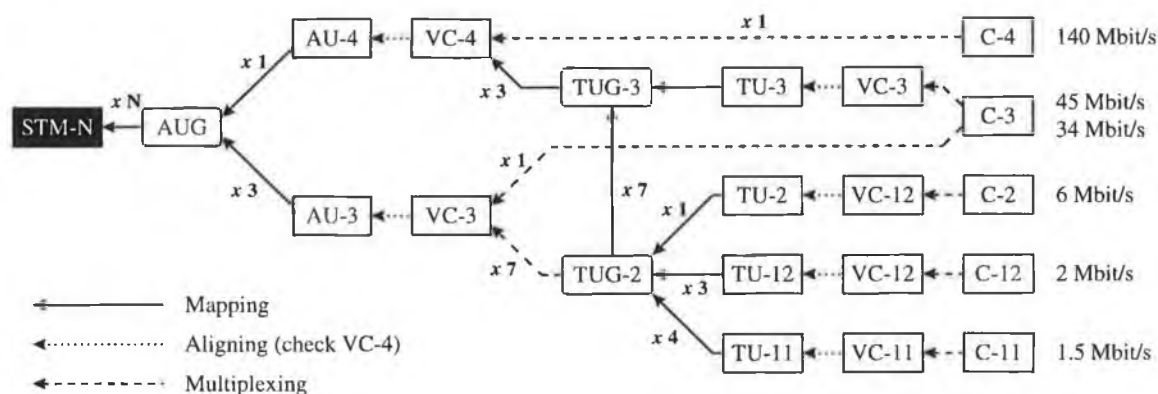 x 1
AU-4 VC-4 C-4 140 Mbit/s
x 1 x 3 TUG-3 TU-3 VC-3 45 Mbit/s
x N C-3
STM-N AUG 34 Mbit/s
x 1
x 3 x 7 TU-2 VC-12 C-2 6 Mbit/s
AU-3 VC-3 x 1
x 7 TUG-2 x 3 TU-12 VC-12 C-12 2 Mbit/s
Mapping
x 4
Aligning (check VC-4) TU-11 VC-11 C-11 1.5 Mbit/s
Multiplexing